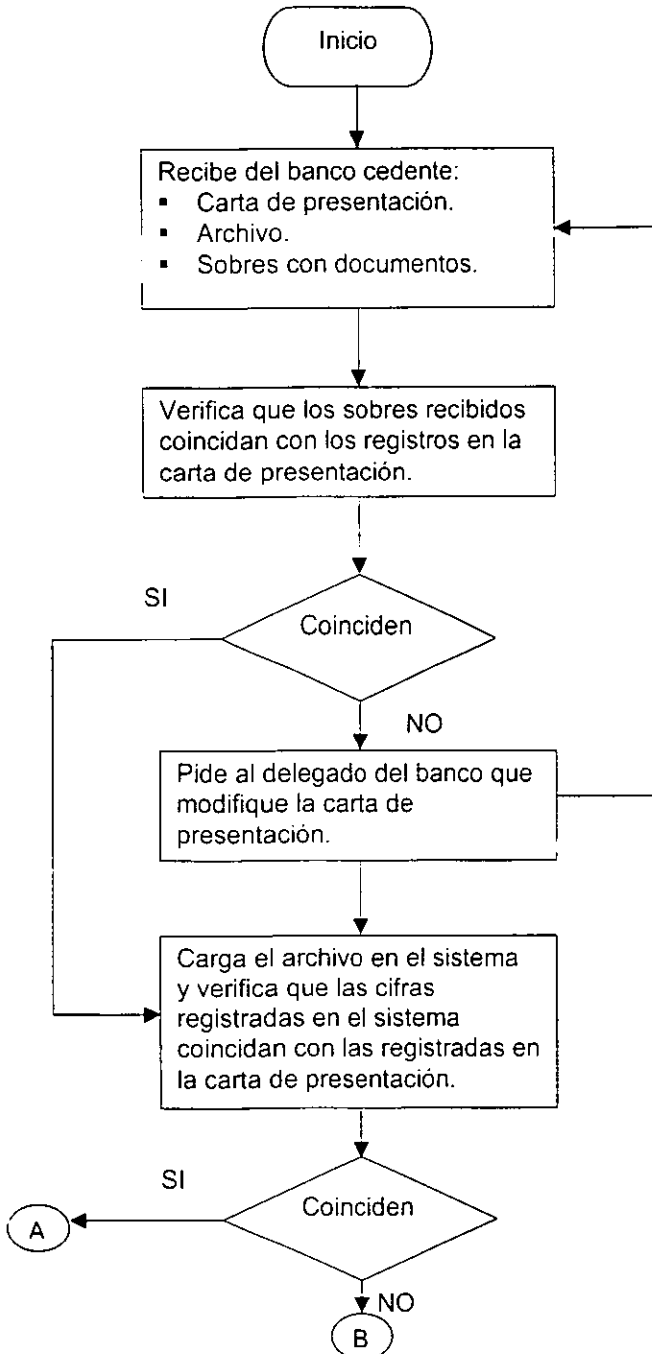 Inicio
Recibe del banco cedente:
▪ Carta de presentación.
▪ Archivo.
▪ Sobres con documentos.
Verifica que los sobres recibidos
coincidan con los registros en la
carta de presentación.
SI
Coinciden
NO
Pide al delegado del banco que
modifique la carta de
presentación.
Carga el archivo en el sistema
y verifica que las cifras
registradas en el sistema
coincidan con las registradas en
la carta de presentación.
SI
Coinciden
A
NO
B